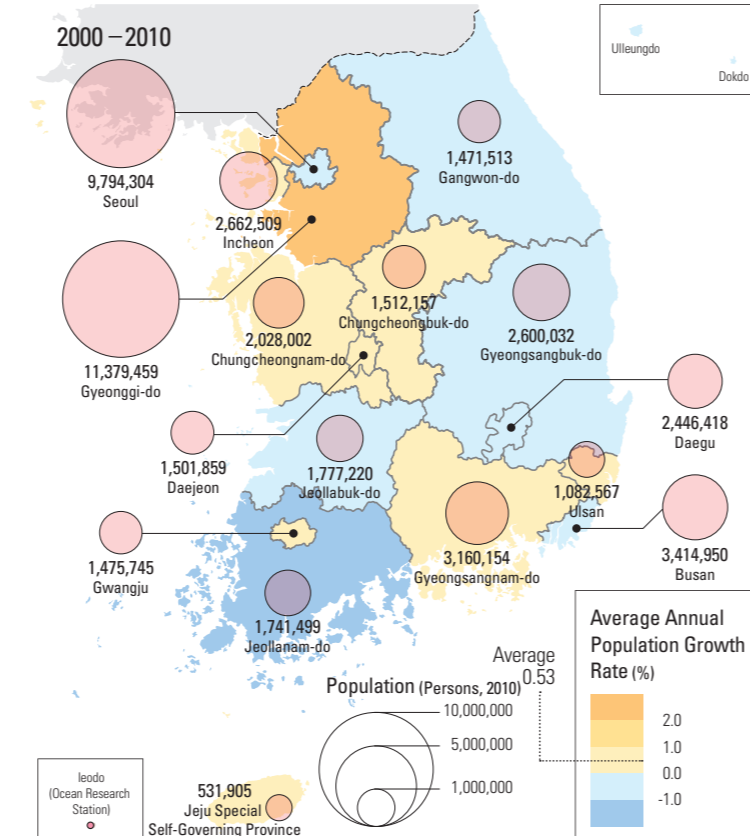 2000 – 2010
Ulleungdo
Dokdo
9,794,304
Seoul
1,471,513
Gangwon-do
2,662,509
Incheon
1,512,157
Chungcheongbuk-do
2,028,002
Chungcheongnam-do
2,600,032
Gyeongsangbuk-do
11,379,459
Gyeonggi-do
2,446,418
Daegu
1,501,859
Daejeon
1,777,220
Jeollabuk-do
1,082,567
Ulsan
1,475,745
Gwangju
3,160,154
Gyeongsangnam-do
3,414,950
Busan
1,741,499
Jeollanam-do
Average Annual
Population Growth
Rate (%)
2.0
1.0
0.0
-1.0
Average
0.53
Population (Persons, 2010)
10,000,000
5,000,000
1,000,000
Ieodo
(Ocean Research
Station)
531,905
Jeju Special
Self-Governing Province